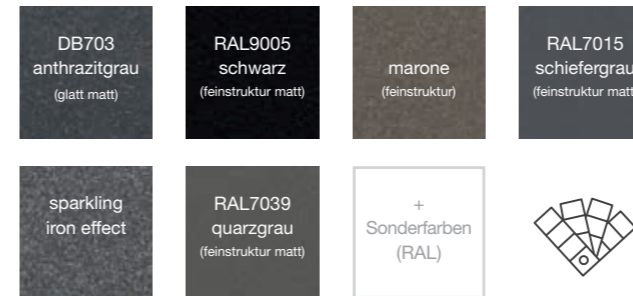 DB703
anthrazitgrau
(glatt matt)
RAL9005
schwarz
(feinstruktur matt)
marone
(feinstruktur)
RAL7015
schiefergrau
(feinstruktur matt)
sparkling
iron effect
RAL7039
quarzgrau
(feinstruktur matt)
+
Sonderfarben
(RAL)